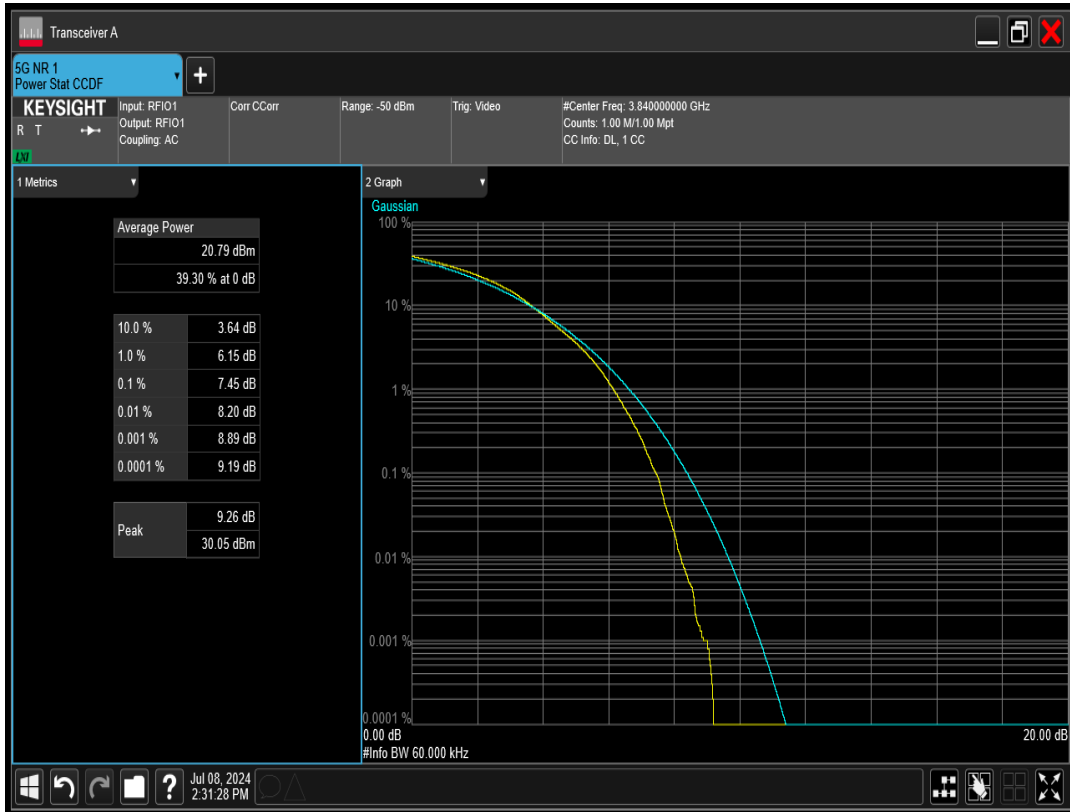 Transceiver A
5G NR 1
Power Stat CCDF
+
KEYSIGHT
R T
LXI
Input: RFIO1
Output: RFIO1
Coupling: AC
Corr CCorr
Range: -50 dBm
Trig: Video
#Center Freq: 3.840000000 GHz
Counts: 1.00 M/1.00 Mpt
CC Info: DL, 1 CC
1 Metrics
Average Power
20.79 dBm
39.30 % at 0 dB
10.0 % 3.64 dB
1.0 % 6.15 dB
0.1 % 7.45 dB
0.01 % 8.20 dB
0.001 % 8.89 dB
0.0001 % 9.19 dB
Peak
9.26 dB
30.05 dBm
2 Graph
Gaussian
100 %
10 %
1 %
0.1 %
0.01 %
0.001 %
0.0001 %
0.00 dB 20.00 dB
#Info BW 60.000 kHz
?
Jul 08, 2024
2:31:28 PM